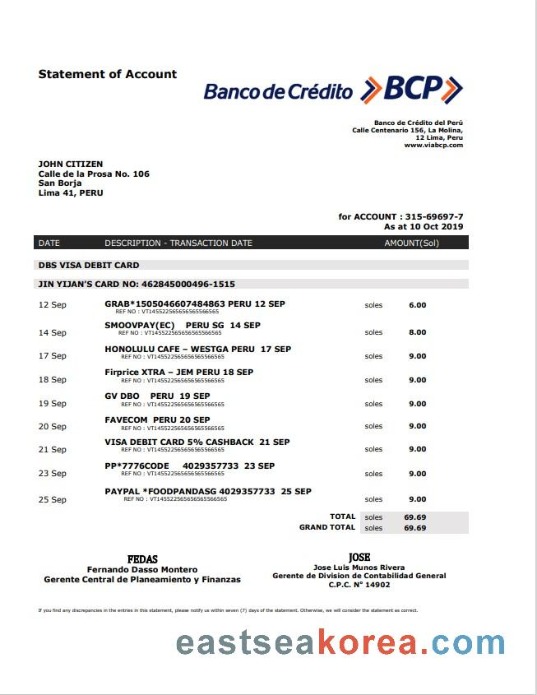 Statement of Account
Banco de Crédito BCP
Banco de Crédito del Perú
Calle Centenario 156, La Molina,
12 Lima, Peru
www.viabcp.com
JOHN CITIZEN
Calle de la Prosa No. 106
San Borja
Lima 41, PERU
for ACCOUNT : 315-69697-7
As at 10 Oct 2019
DATE DESCRIPTION - TRANSACTION DATE AMOUNT(Sol)
DBS VISA DEBIT CARD
JIN YIJAN'S CARD NO: 462845000496-1515
12 Sep GRAB*1505046607484863 PERU 12 SEP soles 6.00
REF NO : VT145522565656565566565
14 Sep SMOOVPAY(EC) PERU SG 14 SEP soles 8.00
REF NO : VT145522565656565566565
17 Sep HONOLULU CAFE – WESTGA PERU 17 SEP soles 9.00
REF NO : VT145522565656565566565
18 Sep Firprice XTRA – JEM PERU 18 SEP soles 9.00
REF NO : VT145522565656565566565
19 Sep GV DBO PERU 19 SEP soles 9.00
REF NO : VT145522565656565566565
20 Sep FAVECOM PERU 20 SEP soles 9.00
REF NO : VT145522565656565566565
21 Sep VISA DEBIT CARD 5% CASHBACK 21 SEP soles 9.00
REF NO : VT145522565656565566565
23 Sep PP*7776CODE 4029357733 23 SEP soles 9.00
REF NO : VT145522565656565566565
25 Sep PAYPAL *FOODPANDASG 4029357733 25 SEP soles 9.00
REF NO : VT145522565656565566565
TOTAL soles 69.69
GRAND TOTAL soles 69.69
FEDAS
Fernando Dasso Montero
Gerente Central de Planeamiento y Finanzas
JOSE
Jose Luis Munos Rivera
Gerente de Division de Contabilidad General
C.P.C. N° 14902
If you find any discrepancies in the entries in this statement, please notify us within seven (7) days of the statement. Otherwise, we will consider the statement as correct.
eastseakorea.com